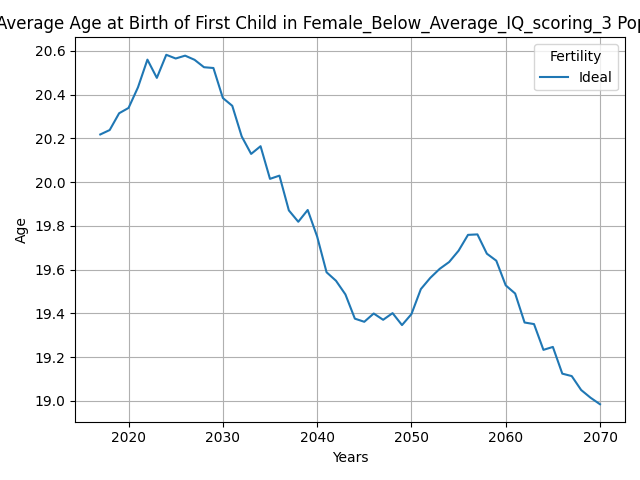 Average Age at Birth of First Child in Female_Below_Average_IQ_scoring_3
Fertility
Ideal
20.6
20.4
20.2
20.0
19.8
19.6
19.4
19.2
19.0
Age
2020 2030 2040 2050 2060 2070
Years